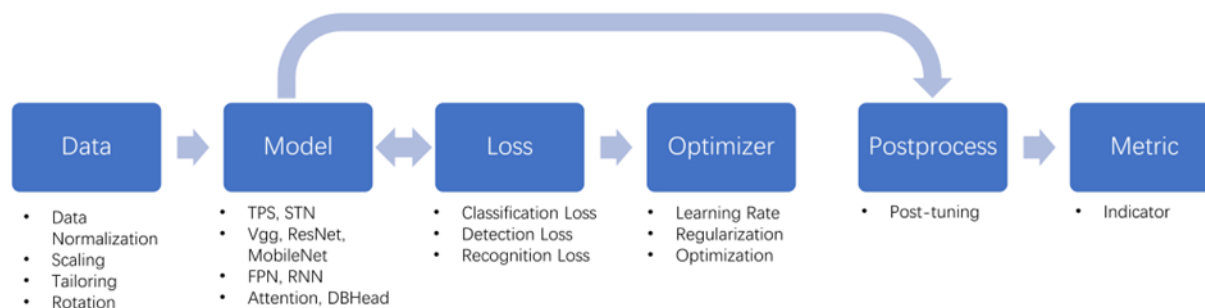 Data
Model
Loss
Optimizer
Postprocess
Metric
• Data
Normalization
• Scaling
• Tailoring
• Rotation
• TPS, STN
• Vgg, ResNet,
MobileNet
• FPN, RNN
• Attention, DBHead
• Classification Loss
• Detection Loss
• Recognition Loss
• Learning Rate
• Regularization
• Optimization
• Post-tuning
• Indicator